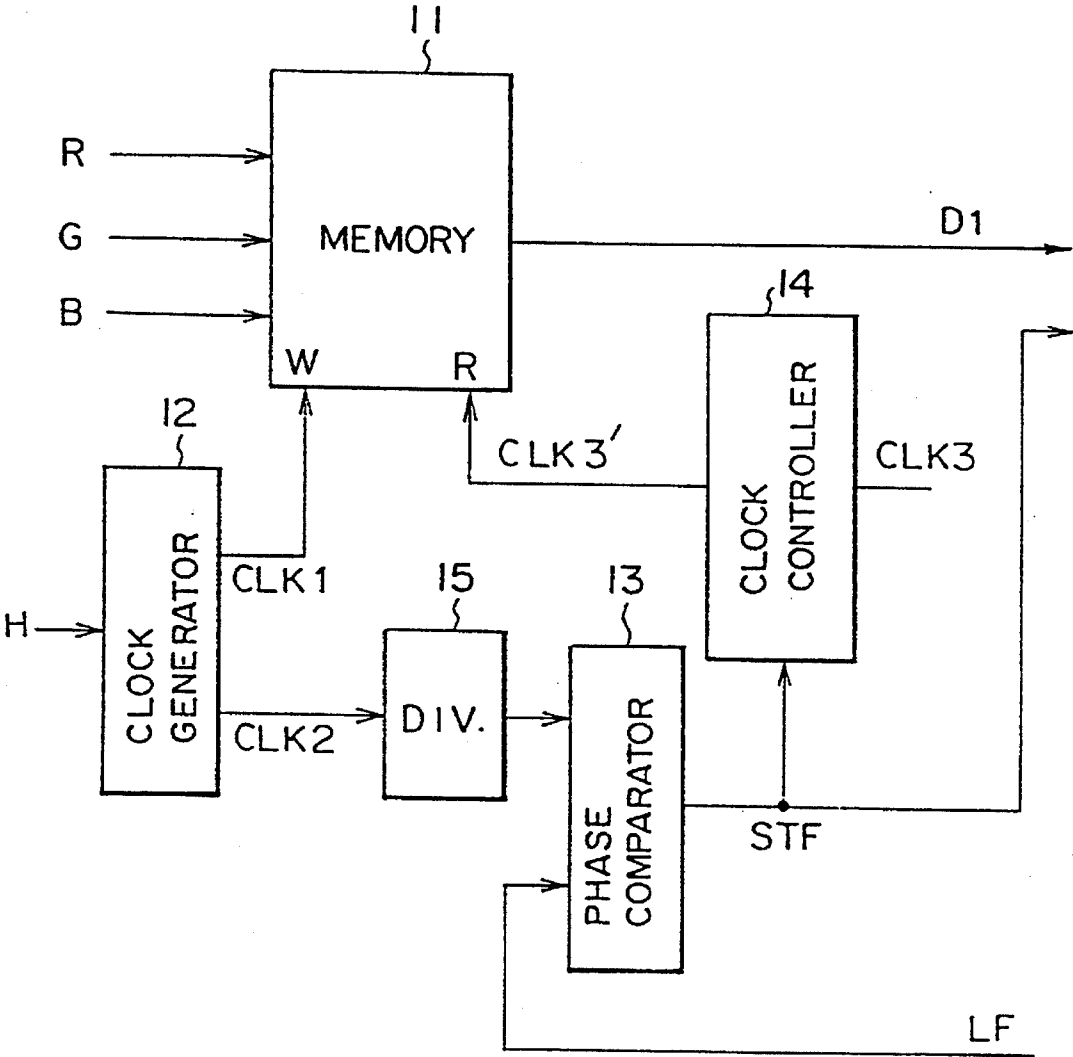 11
R
G
B
MEMORY
D1
W
R
14
CLOCK
CONTROLLER
CLK3'
CLK3
12
CLOCK
GENERATOR
CLK1
H
CLK2
15
DIV.
13
PHASE
COMPARATOR
STF
LF